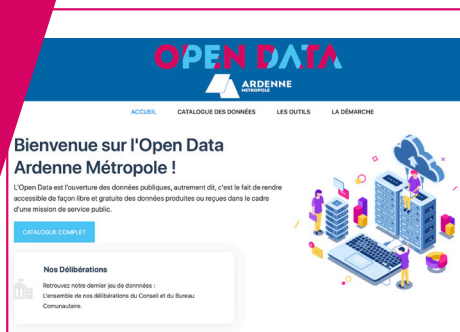 OPEN DATA
ARDENNE
MÉTROPOLE
ACCUEIL CATALOGUE DES DONNÉES LES OUTILS LA DÉMARCHE
Bienvenue sur l'Open Data
Ardenne Métropole !
L'Open Data est l'ouverture des données publiques, autrement dit, c'est le fait de rendre
accessible de façon libre et gratuite des données produites ou reçues dans le cadre
d'une mission de service public.
CATALOGUE COMPLET
Nos Délibérations
Retrouvez notre dernier jeu de données :
L'ensemble de nos délibérations du Conseil et du Bureau
Comunautaire.